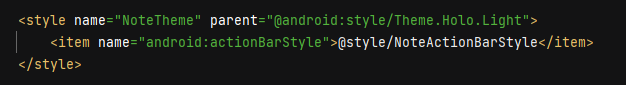 <style name="NoteTheme" parent="@android:style/Theme.Holo.Light">
    <item name="android:actionBarStyle">@style/NoteActionBarStyle</item>
</style>